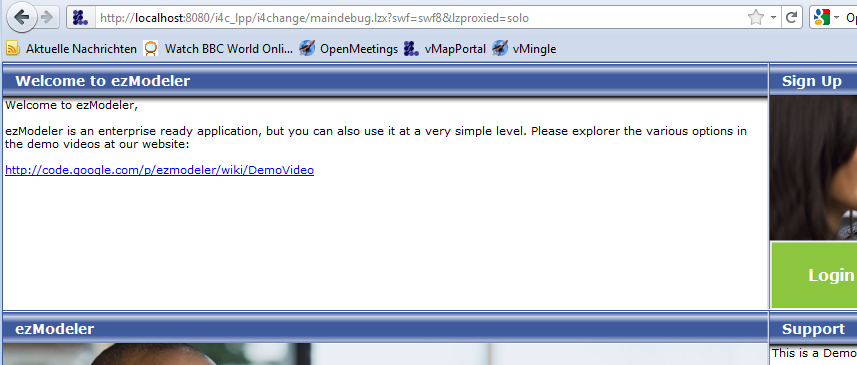 http://localhost:8080/i4c_lpp/i4change/maindebug.lzx?swf=swf8&lzproxied=solo
Aktuelle Nachrichten Watch BBC World Onli... OpenMeetings vMapPortal vMingle
Welcome to ezModeler
Sign Up
Welcome to ezModeler,
ezModeler is an enterprise ready application, but you can also use it at a very simple level. Please explorer the various options in
the demo videos at our website:
http://code.google.com/p/ezmodeler/wiki/DemoVideo
Login
ezModeler
Support
This is a Demo